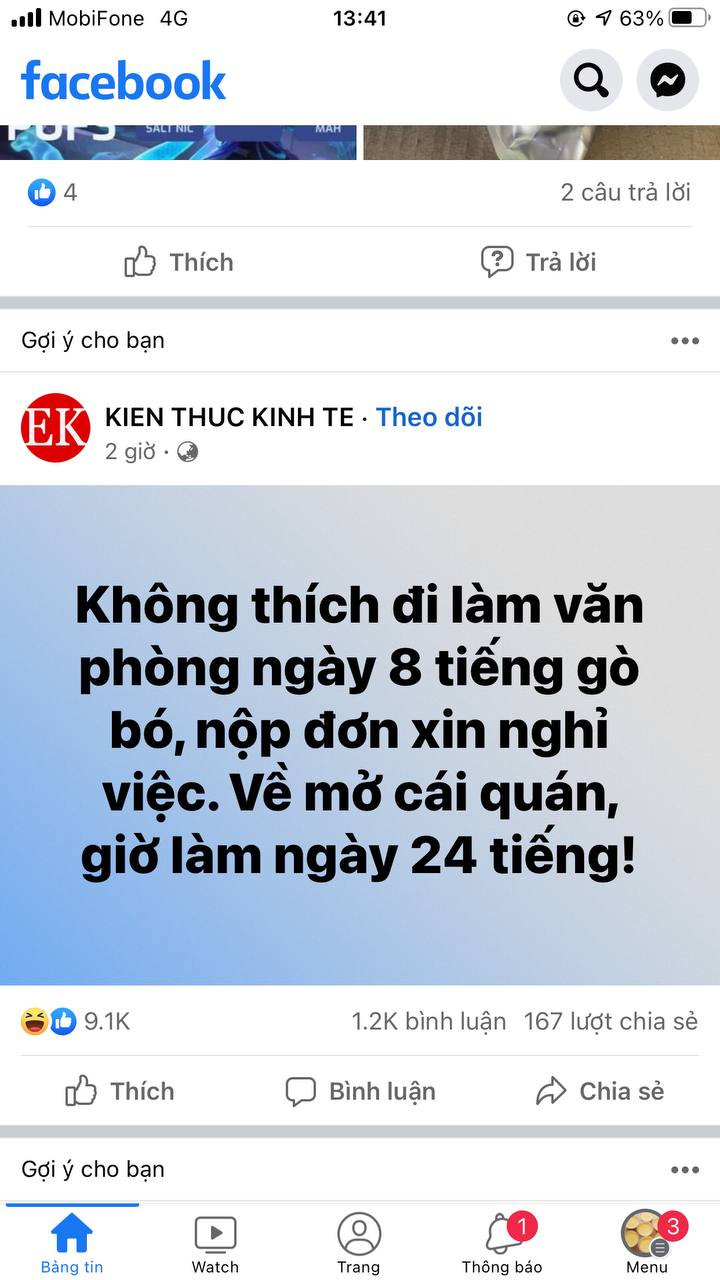 MobiFone 4G 13:41 63%
facebook
SALT NIC MAH
4 2 câu trả lời
Thích Trả lời
Gợi ý cho bạn
EK
KIEN THUC KINH TE · Theo dõi
2 giờ ·
Không thích đi làm văn
phòng ngày 8 tiếng gò
bó, nộp đơn xin nghỉ
việc. Về mở cái quán,
giờ làm ngày 24 tiếng!
9.1K 1.2K bình luận 167 lượt chia sẻ
Thích Bình luận Chia sẻ
Gợi ý cho bạn
1 3
Bảng tin Watch Trang Thông báo Menu